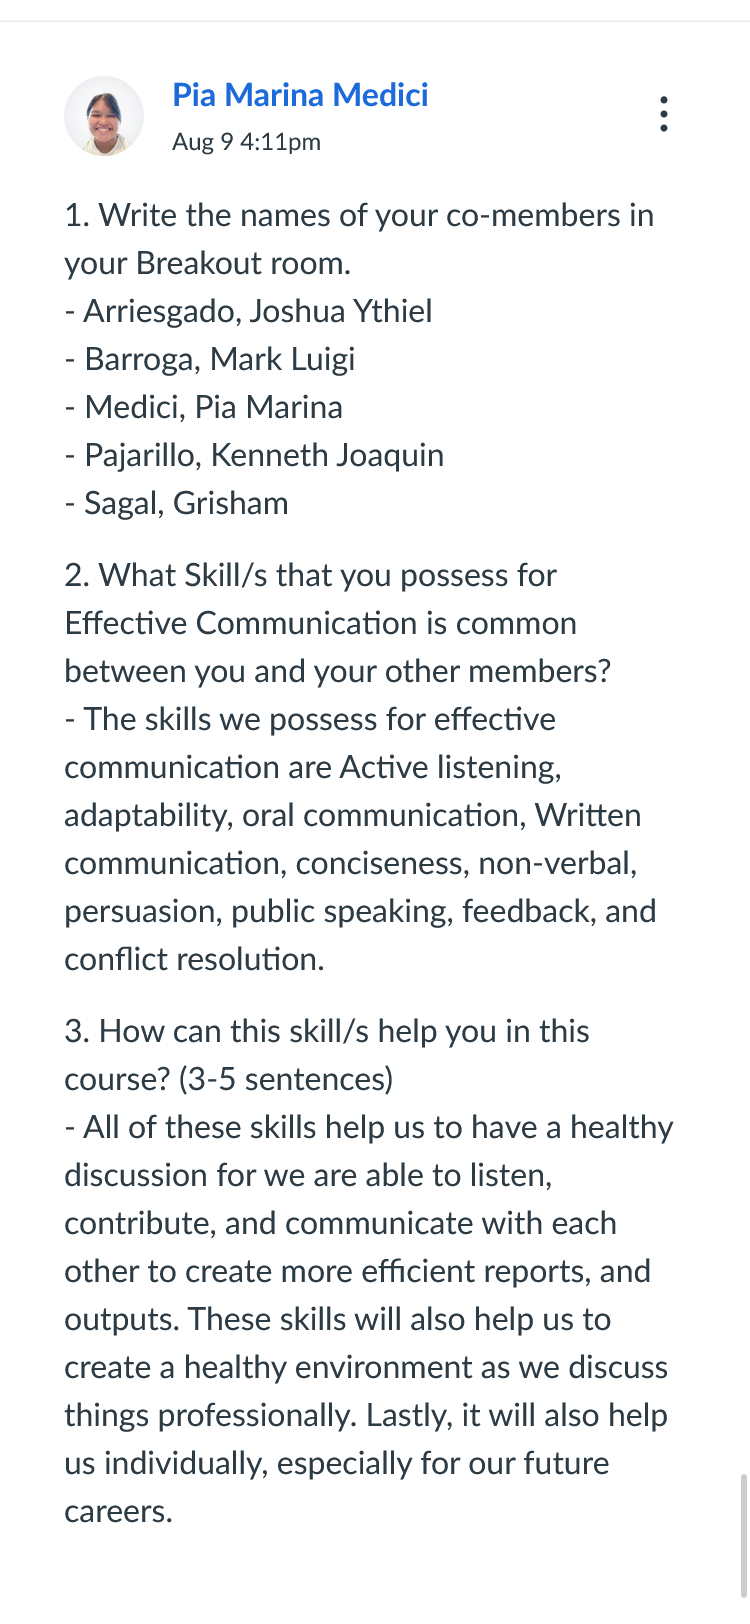 Pia Marina Medici
Aug 9 4:11pm
1. Write the names of your co-members in
your Breakout room.
- Arriesgado, Joshua Ythiel
- Barroga, Mark Luigi
- Medici, Pia Marina
- Pajarillo, Kenneth Joaquin
- Sagal, Grisham
2. What Skill/s that you possess for
Effective Communication is common
between you and your other members?
- The skills we possess for effective
communication are Active listening,
adaptability, oral communication, Written
communication, conciseness, non-verbal,
persuasion, public speaking, feedback, and
conflict resolution.
3. How can this skill/s help you in this
course? (3-5 sentences)
- All of these skills help us to have a healthy
discussion for we are able to listen,
contribute, and communicate with each
other to create more efficient reports, and
outputs. These skills will also help us to
create a healthy environment as we discuss
things professionally. Lastly, it will also help
us individually, especially for our future
careers.